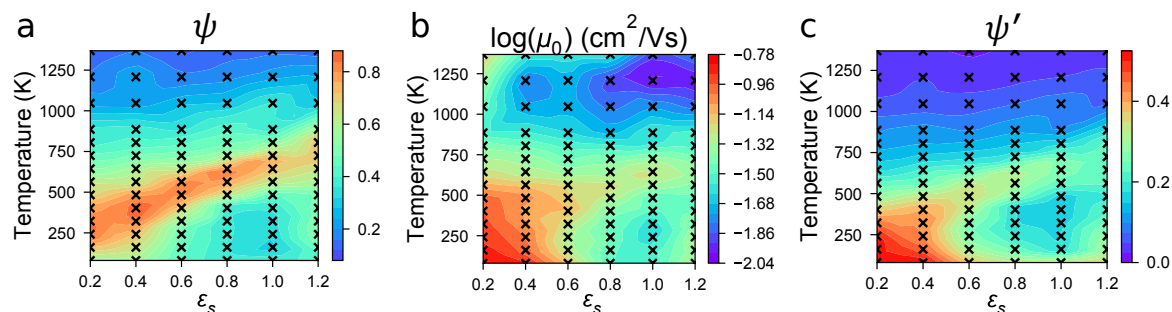 a
ψ
Temperature (K)
1250
1000
750
500
250
0.2 0.4 0.6 0.8 1.0 1.2
εs
0.8
0.6
0.4
0.2
b
log(μ0) (cm²/Vs)
Temperature (K)
1250
1000
750
500
250
0.2 0.4 0.6 0.8 1.0 1.2
εs
−0.78
−0.96
−1.14
−1.34
−1.52
−1.68
−1.86
−2.04
c
ψ′
Temperature (K)
1250
1000
750
500
250
0.2 0.4 0.6 0.8 1.0 1.2
εs
0.4
0.2
0.0